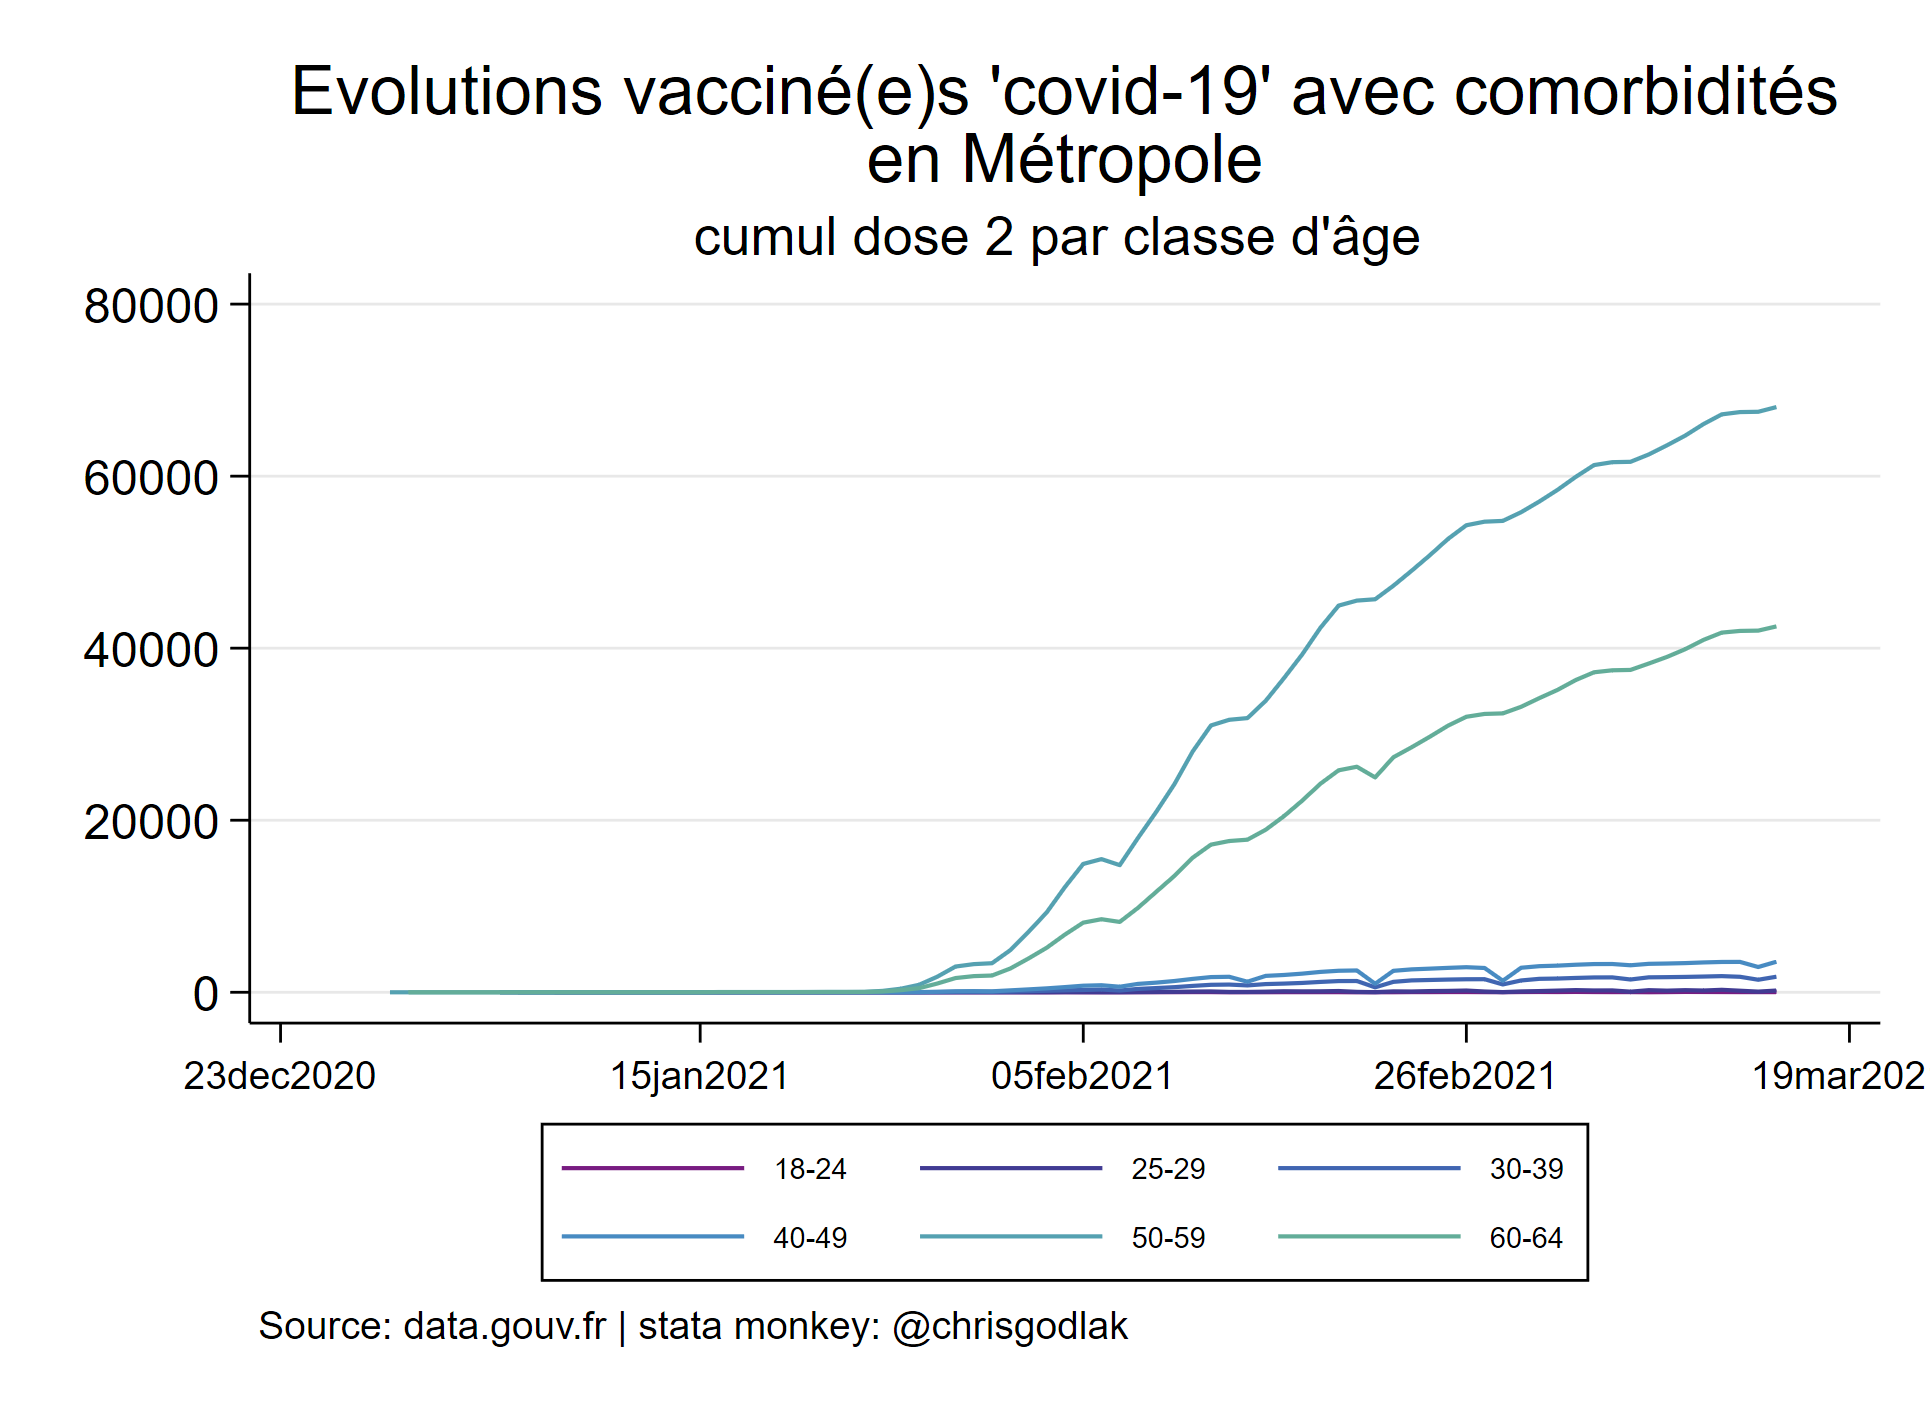 Evolutions vacciné(e)s 'covid-19' avec comorbidités
en Métropole
cumul dose 2 par classe d'âge
80000
60000
40000
20000
0
23dec2020 15jan2021 05feb2021 26feb2021 19mar202
18-24 25-29 30-39
40-49 50-59 60-64
Source: data.gouv.fr | stata monkey: @chrisgodlak